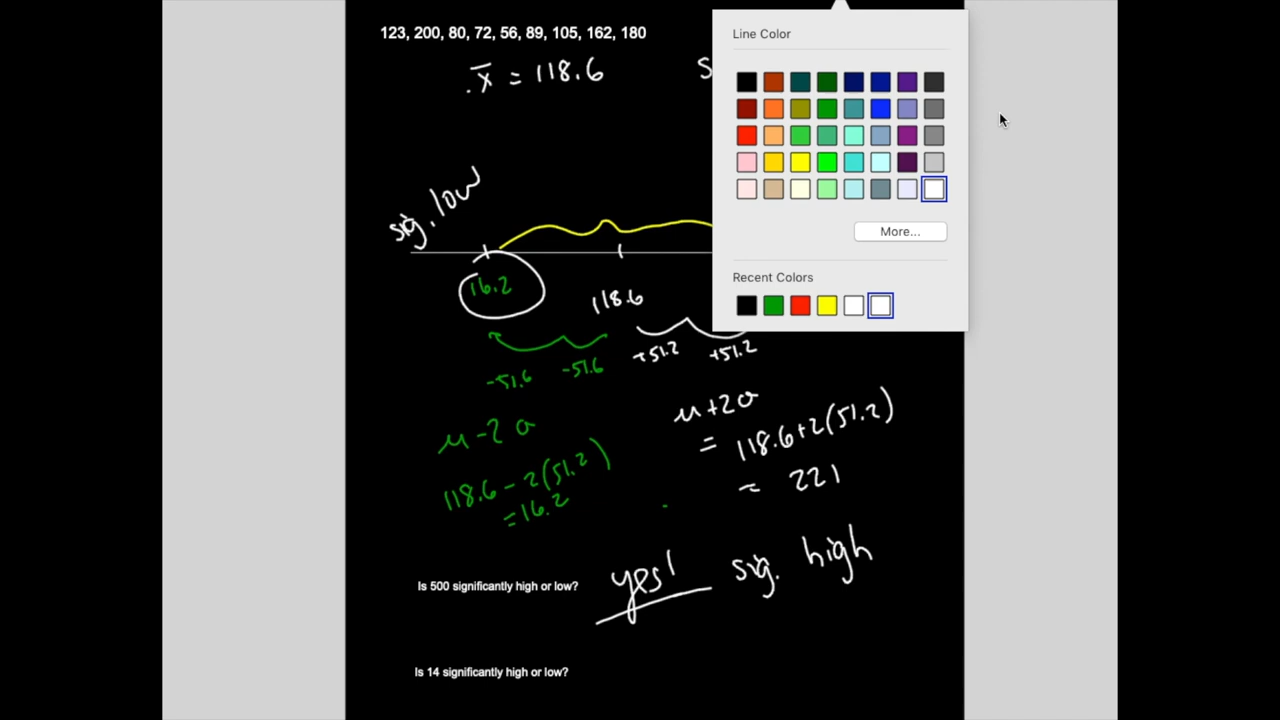 123, 200, 80, 72, 56, 89, 105, 162, 180
Line Color
x̄ = 118.6
S
sig. low
More...
Recent Colors
16.2
118.6
+51.2 +51.2
-51.6 -51.6
μ+2σ
= 118.6+2(51.2)
= 221
μ-2σ
118.6-2(51.2)
=16.2
Is 500 significantly high or low? yes! sig. high
Is 14 significantly high or low?